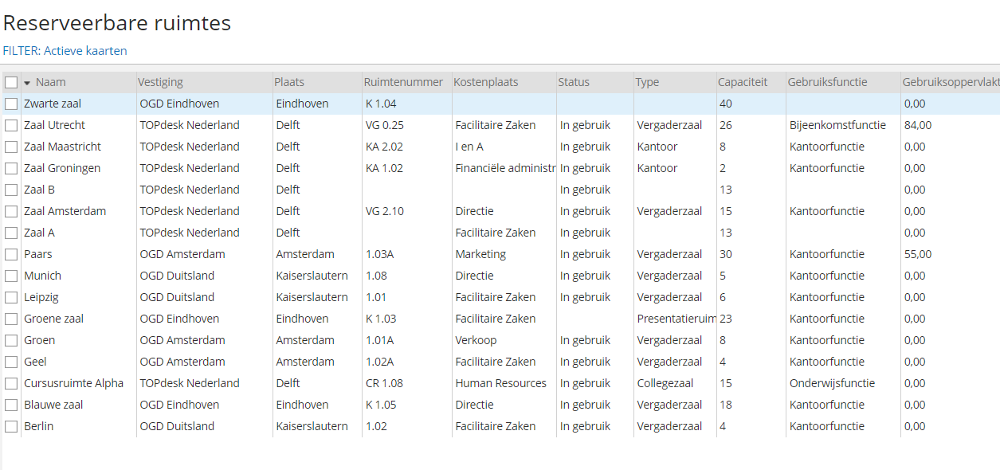 Reserveerbare ruimtes
FILTER: Actieve kaarten
Naam Vestiging Plaats Ruimtenummer Kostenplaats Status Type Capaciteit Gebruiksfunctie Gebruiksoppervlakt
Zwarte zaal OGD Eindhoven Eindhoven K 1.04 40 0,00
Zaal Utrecht TOPdesk Nederland Delft VG 0.25 Facilitaire Zaken In gebruik Vergaderzaal 26 Bijeenkomstfunctie 84,00
Zaal Maastricht TOPdesk Nederland Delft KA 2.02 I en A In gebruik Kantoor 8 Kantoorfunctie 0,00
Zaal Groningen TOPdesk Nederland Delft KA 1.02 Financiële administr In gebruik Kantoor 2 Kantoorfunctie 0,00
Zaal B TOPdesk Nederland Delft In gebruik 13 0,00
Zaal Amsterdam TOPdesk Nederland Delft VG 2.10 Directie In gebruik Vergaderzaal 15 Kantoorfunctie 0,00
Zaal A TOPdesk Nederland Delft Facilitaire Zaken In gebruik 13 0,00
Paars OGD Amsterdam Amsterdam 1.03A Marketing In gebruik Vergaderzaal 30 Kantoorfunctie 55,00
Munich OGD Duitsland Kaiserslautern 1.08 Directie In gebruik Vergaderzaal 5 Kantoorfunctie 0,00
Leipzig OGD Duitsland Kaiserslautern 1.01 Facilitaire Zaken In gebruik Vergaderzaal 6 Kantoorfunctie 0,00
Groene zaal OGD Eindhoven Eindhoven K 1.03 Facilitaire Zaken Presentatieruim 23 Kantoorfunctie 0,00
Groen OGD Amsterdam Amsterdam 1.01A Verkoop In gebruik Vergaderzaal 8 Kantoorfunctie 0,00
Geel OGD Amsterdam Amsterdam 1.02A Facilitaire Zaken In gebruik Vergaderzaal 4 Kantoorfunctie 0,00
Cursusruimte Alpha TOPdesk Nederland Delft CR 1.08 Human Resources In gebruik Collegezaal 15 Onderwijsfunctie 0,00
Blauwe zaal OGD Eindhoven Eindhoven K 1.05 Directie In gebruik Vergaderzaal 18 Kantoorfunctie 0,00
Berlin OGD Duitsland Kaiserslautern 1.02 Facilitaire Zaken In gebruik Vergaderzaal 4 Kantoorfunctie 0,00